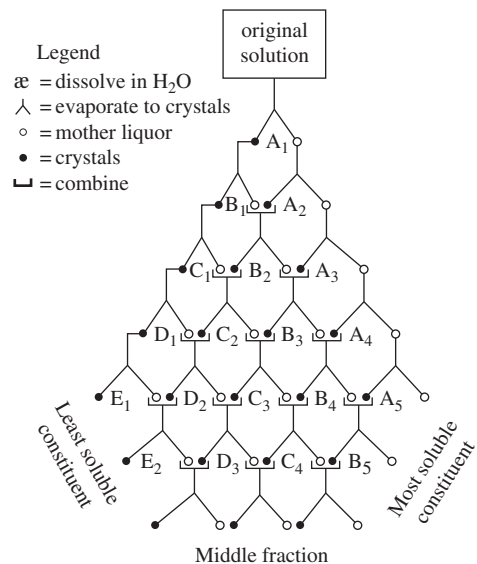 original
solution
Legend
æ = dissolve in H₂O
= evaporate to crystals
= mother liquor
= crystals
= combine
A₁
B₁ A₂
C₁ B₂ A₃
D₁ C₂ B₃ A₄
E₁ D₂ C₃ B₄ A₅
E₂ D₃ C₄ B₅
Least soluble
constituent
Most soluble
constituent
Middle fraction